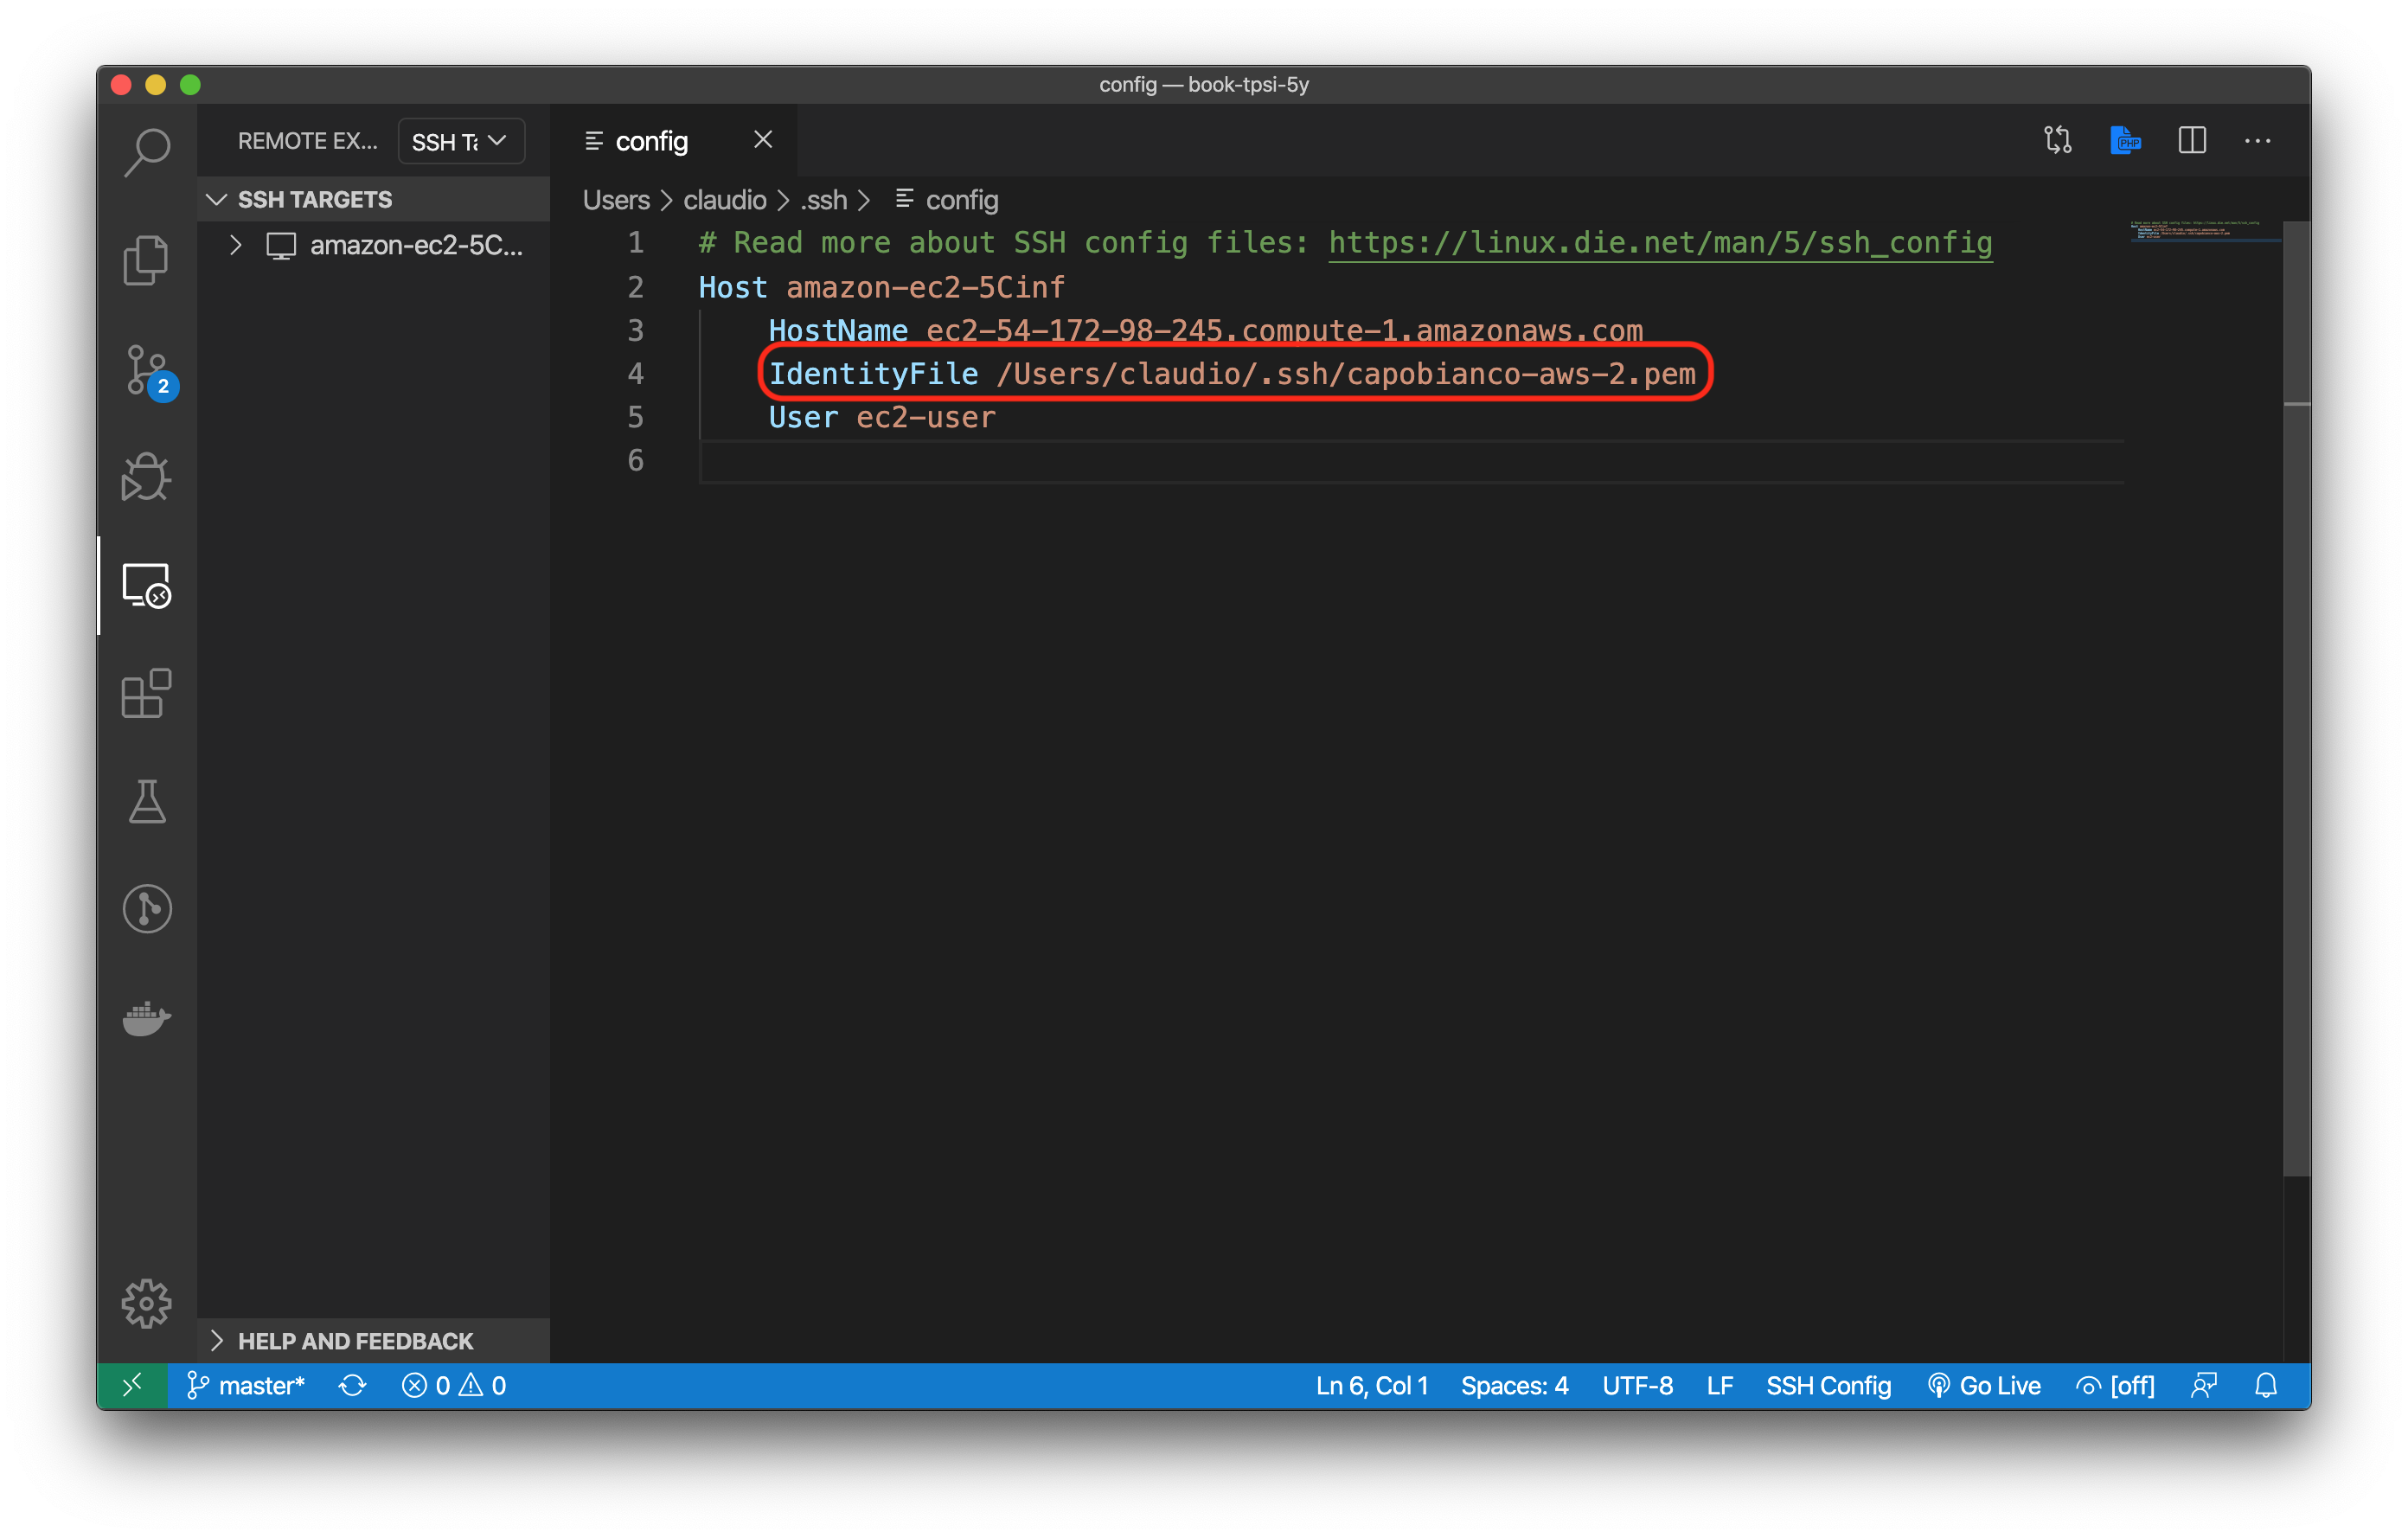 config — book-tpsi-5y
REMOTE EX...
SSH Ta
config
SSH TARGETS
Users > claudio > .ssh > config
amazon-ec2-5C...
1 # Read more about SSH config files: https://linux.die.net/man/5/ssh_config
2 Host amazon-ec2-5Cinf
3 HostName ec2-54-172-98-245.compute-1.amazonaws.com
4 IdentityFile /Users/claudio/.ssh/capobianco-aws-2.pem
5 User ec2-user
6
2
PHP
HELP AND FEEDBACK
master* 0 0 Ln 6, Col 1 Spaces: 4 UTF-8 LF SSH Config Go Live [off]